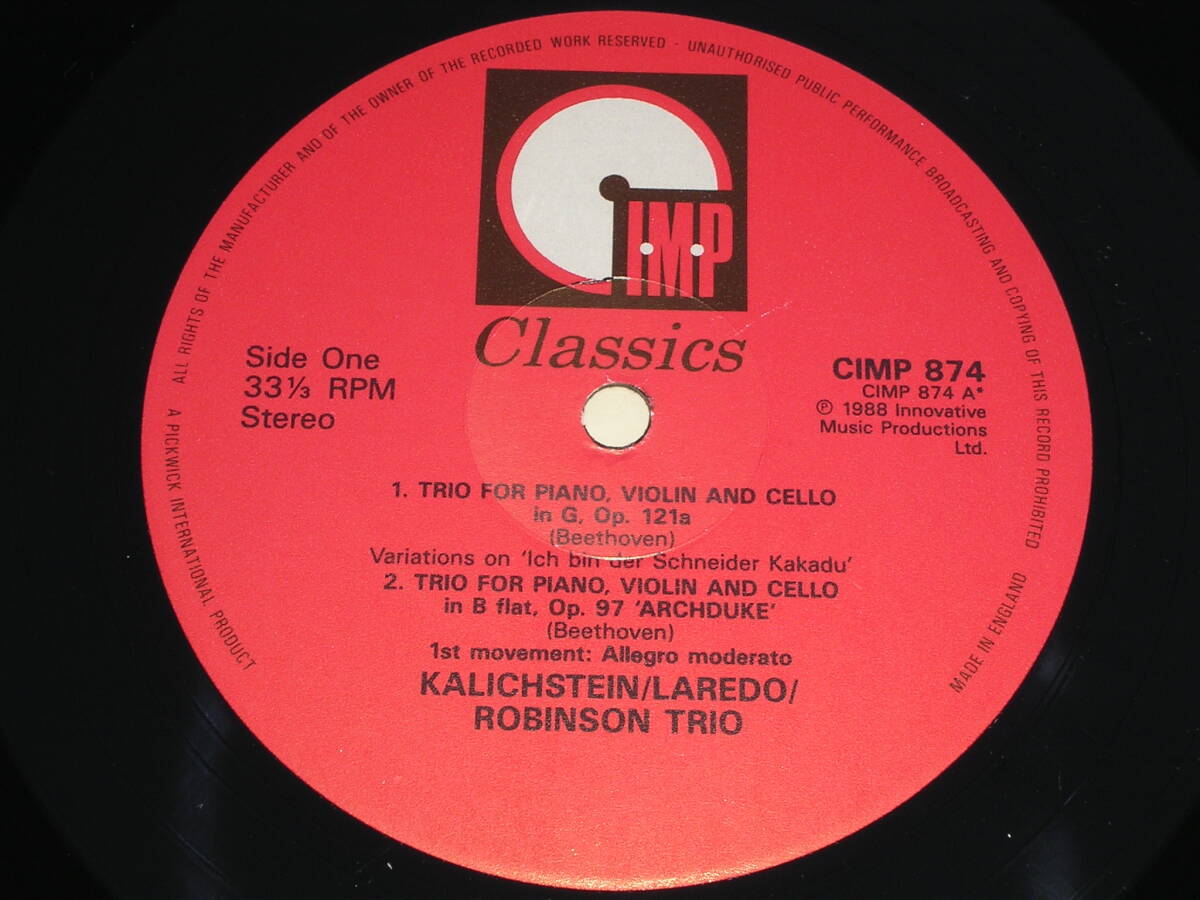 ALL RIGHTS OF THE MANUFACTURER AND OF THE OWNER OF THE RECORDED WORK RESERVED - UNAUTHORISED PUBLIC PERFORMANCE BROADCASTING AND COPYING OF THIS RECORD PROHIBITED
I·M·P
Classics
Side One
33⅓ RPM
Stereo
CIMP 874
CIMP 874 A*
℗ 1988 Innovative
Music Productions
Ltd.
1. TRIO FOR PIANO, VIOLIN AND CELLO
in G, Op. 121a
(Beethoven)
Variations on 'Ich bin der Schneider Kakadu'
2. TRIO FOR PIANO, VIOLIN AND CELLO
in B flat, Op. 97 'ARCHDUKE'
(Beethoven)
1st movement: Allegro moderato
KALICHSTEIN/LAREDO/
ROBINSON TRIO
A PICKWICK INTERNATIONAL PRODUCT
MADE IN ENGLAND